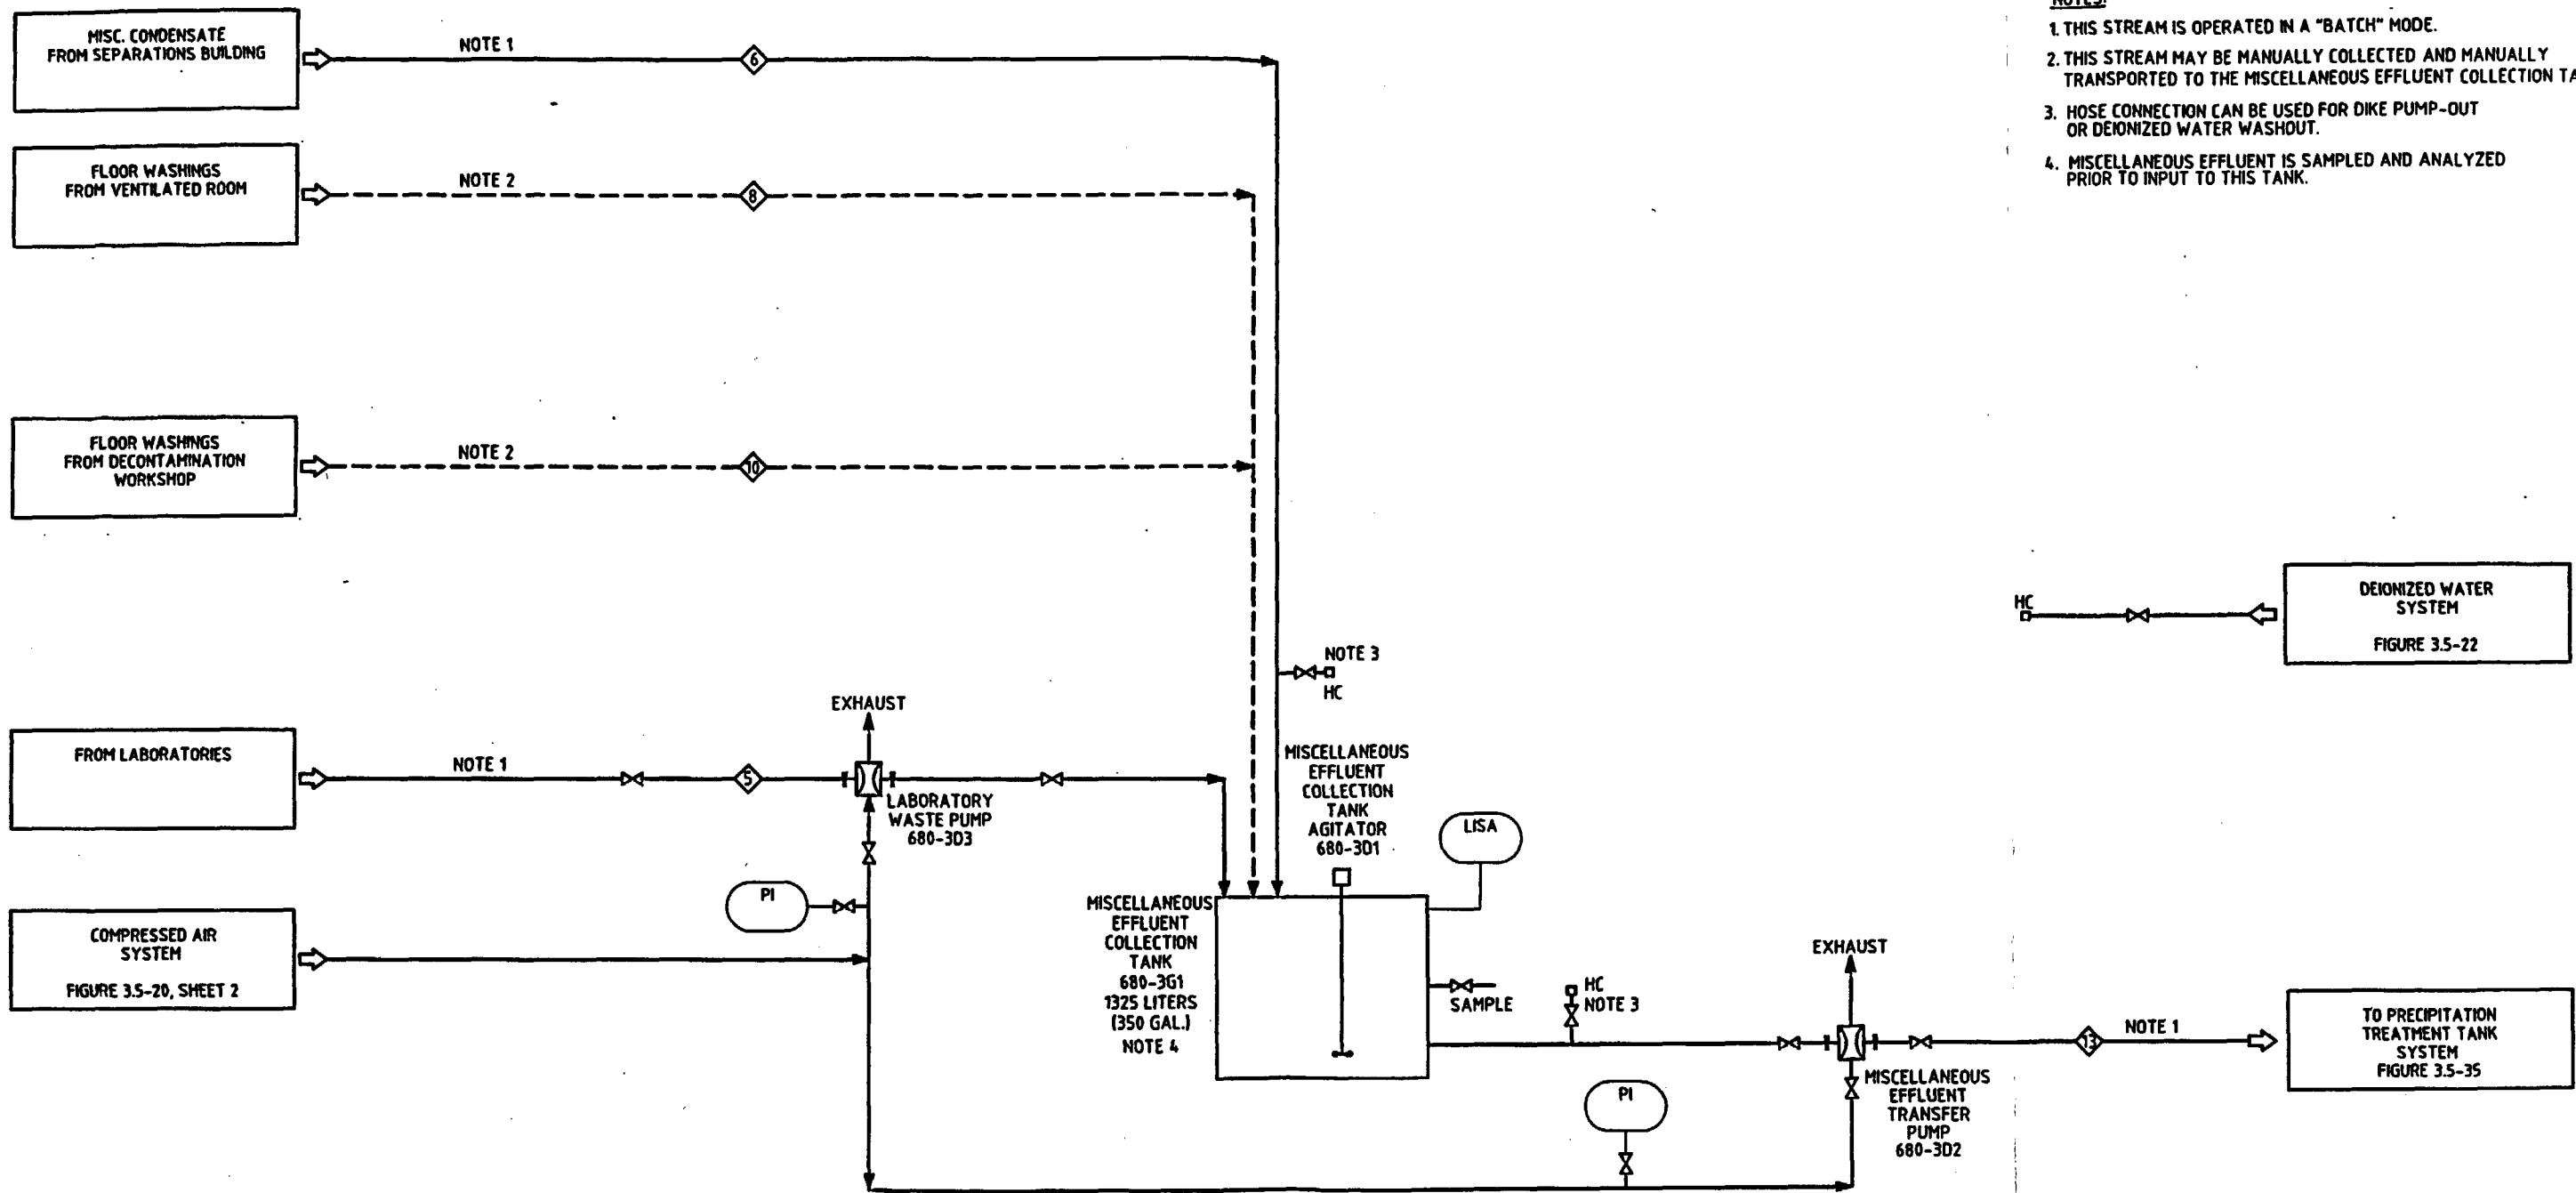 MISC. CONDENSATE
FROM SEPARATIONS BUILDING
NOTE 1
6
NOTES:
1. THIS STREAM IS OPERATED IN A "BATCH" MODE.
2. THIS STREAM MAY BE MANUALLY COLLECTED AND MANUALLY
TRANSPORTED TO THE MISCELLANEOUS EFFLUENT COLLECTION
3. HOSE CONNECTION CAN BE USED FOR DIKE PUMP-OUT
OR DEIONIZED WATER WASHOUT.
4. MISCELLANEOUS EFFLUENT IS SAMPLED AND ANALYZED
PRIOR TO INPUT TO THIS TANK.
FLOOR WASHINGS
FROM VENTILATED ROOM
NOTE 2
8
FLOOR WASHINGS
FROM DECONTAMINATION
WORKSHOP
NOTE 2
10
HC
DEIONIZED WATER
SYSTEM
FIGURE 3.5-22
NOTE 3
HC
EXHAUST
FROM LABORATORIES
NOTE 1
5
LABORATORY
WASTE PUMP
680-3D3
MISCELLANEOUS
EFFLUENT
COLLECTION
TANK
AGITATOR
680-3D1
LISA
PI
COMPRESSED AIR
SYSTEM
FIGURE 3.5-20, SHEET 2
MISCELLANEOUS
EFFLUENT
COLLECTION
TANK
680-3G1
1325 LITERS
(350 GAL.)
NOTE 4
SAMPLE
HC
NOTE 3
EXHAUST
13
NOTE 1
TO PRECIPITATION
TREATMENT TANK
SYSTEM
FIGURE 3.5-35
PI
MISCELLANEOUS
EFFLUENT
TRANSFER
PUMP
680-3D2